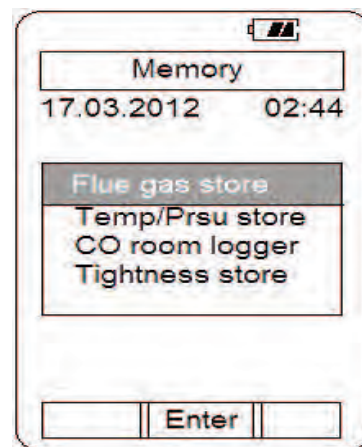 Memory
17.03.2012 02:44
Flue gas store
Temp/Prsu store
CO room logger
Tightness store
Enter